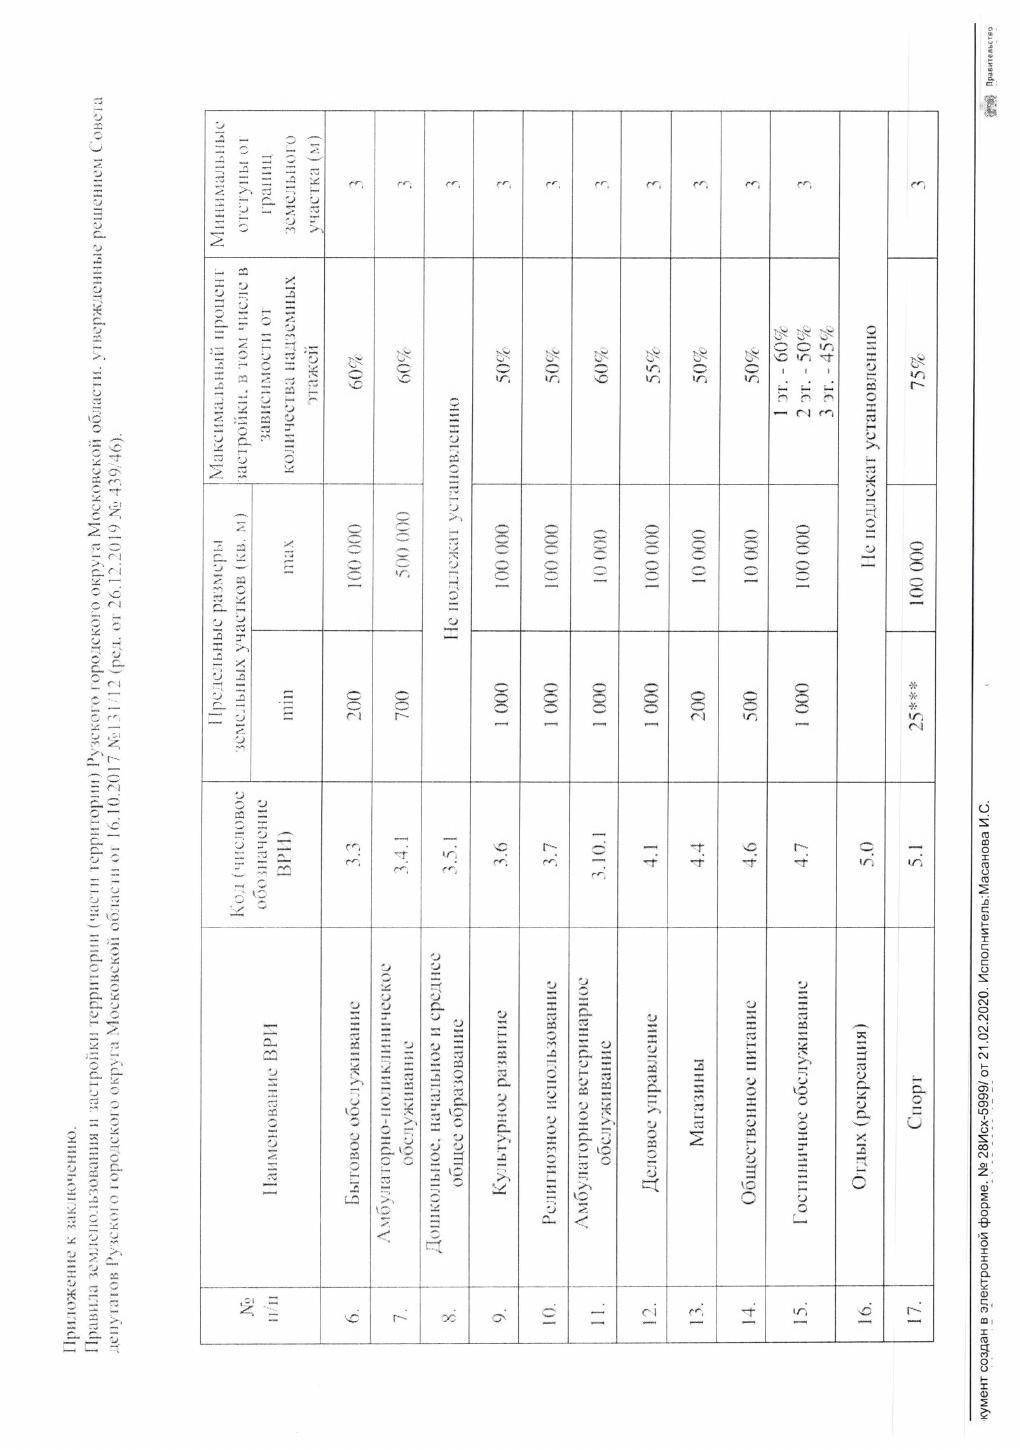 Приложение к заключению.
Правила землепользования и застройки территории (части территории) Рузского городского округа Московской области, утвержденные решением Совета
депутатов Рузского городского округа Московской области от 16.10.2017 №131/12 (ред. от 26.12.2019 № 439/46).
№ п/п
Наименование ВРИ
Код (числовое обозначение ВРИ)
Предельные размеры земельных участков (кв. м)
min
max
Максимальный процент застройки, в том числе в зависимости от количества надземных этажей
Минимальные отступы от границ земельного участка (м)
6. Бытовое обслуживание 3.3 200 100 000 60% 3
7. Амбулаторно-поликлиническое обслуживание 3.4.1 700 500 000 60% 3
8. Дошкольное, начальное и среднее общее образование 3.5.1 Не подлежат установлению 3
9. Культурное развитие 3.6 1 000 100 000 50% 3
10. Религиозное использование 3.7 1 000 100 000 50% 3
11. Амбулаторное ветеринарное обслуживание 3.10.1 1 000 10 000 60% 3
12. Деловое управление 4.1 1 000 100 000 55% 3
13. Магазины 4.4 200 10 000 50% 3
14. Общественное питание 4.6 500 10 000 50% 3
15. Гостиничное обслуживание 4.7 1 000 100 000 1 эт. - 60%
2 эт. - 50%
3 эт. - 45% 3
16. Отдых (рекреация) 5.0 Не подлежат установлению
17. Спорт 5.1 25*** 100 000 75% 3
кумент создан в электронной форме. № 28Исх-5999/ от 21.02.2020. Исполнитель:Масанова И.С.
Правительство